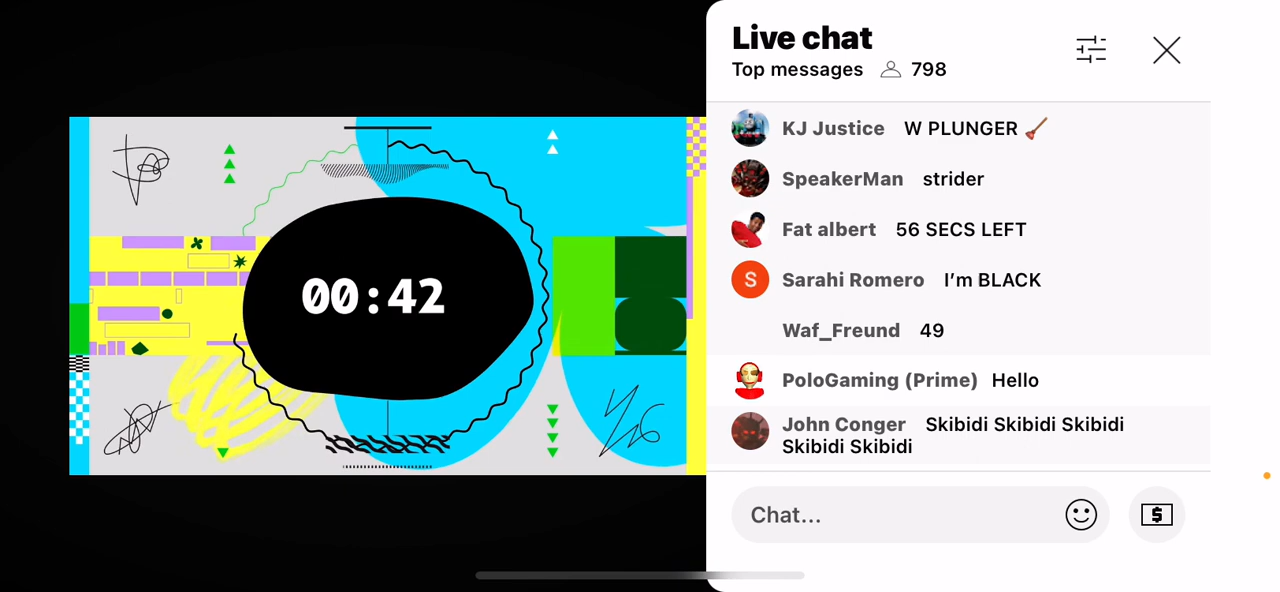 Live chat
Top messages 798
00:42
KJ Justice W PLUNGER 🪠
SpeakerMan strider
Fat albert 56 SECS LEFT
S Sarahi Romero I'm BLACK
Waf_Freund 49
PoloGaming (Prime) Hello
John Conger Skibidi Skibidi Skibidi
Skibidi Skibidi
Chat...
$